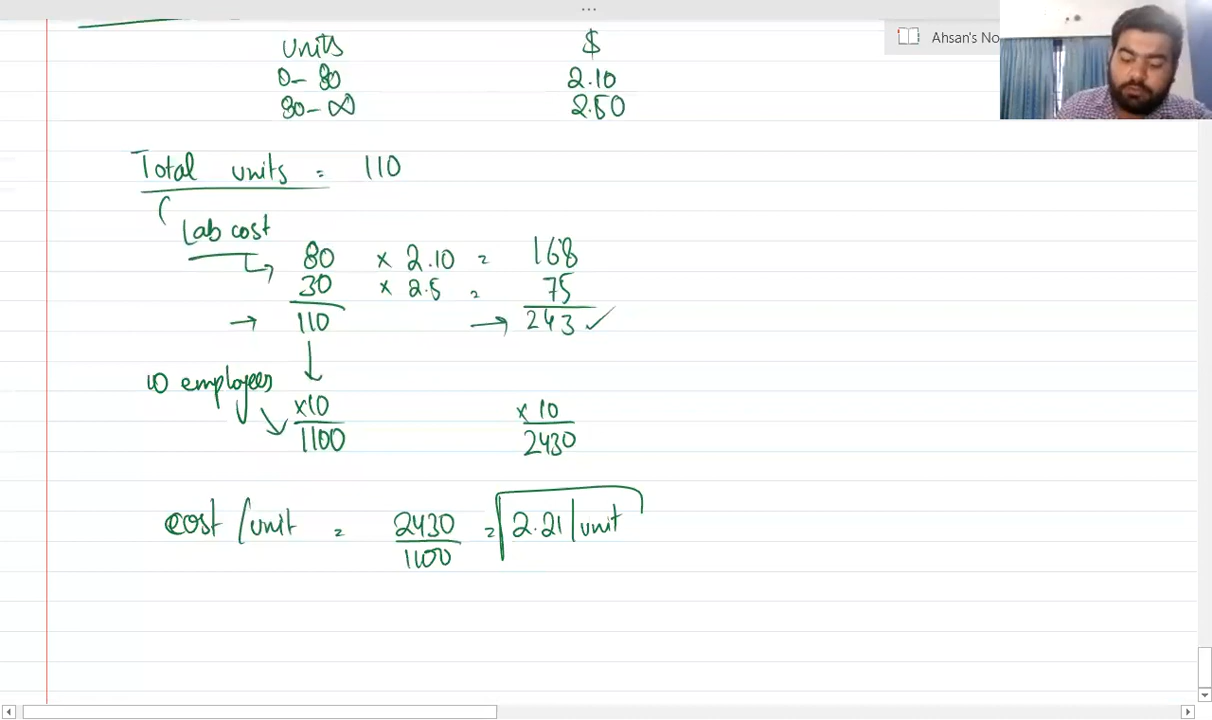 ...
Ahsan's No
Units $
0 - 80 2.10
80 - ∞ 2.50
Total units = 110
Lab cost
80 × 2.10 = 168
30 × 2.5 = 75
→ 110 → 243 ✓
10 employees
×10 × 10
1100 2430
cost / unit = 2430 / 1100 = 2.21 / unit